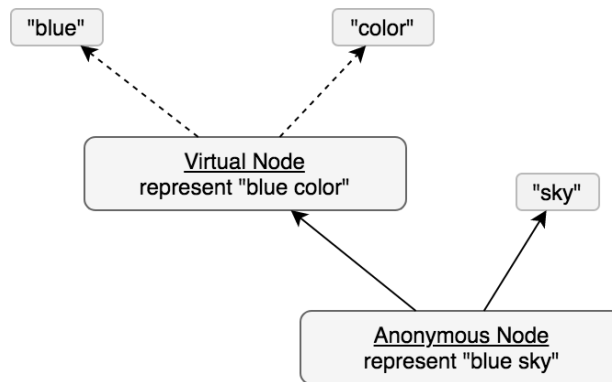 "blue"
"color"
Virtual Node
represent "blue color"
"sky"
Anonymous Node
represent "blue sky"